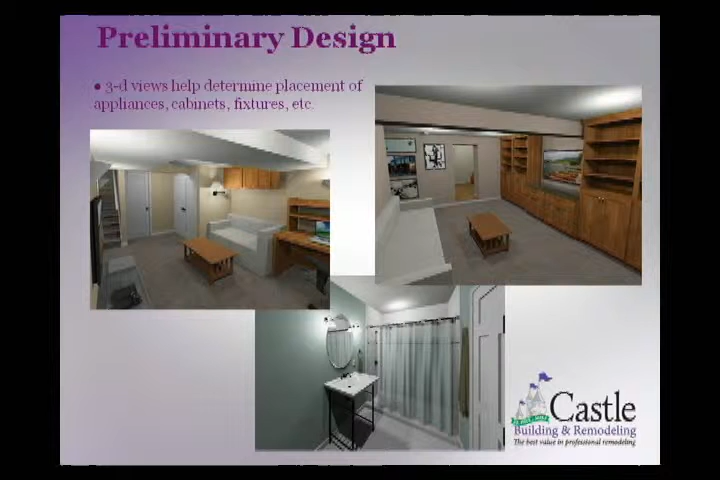 Preliminary Design
• 3-d views help determine placement of
appliances, cabinets, fixtures, etc.
Castle
Building & Remodeling
The best value in professional remodeling